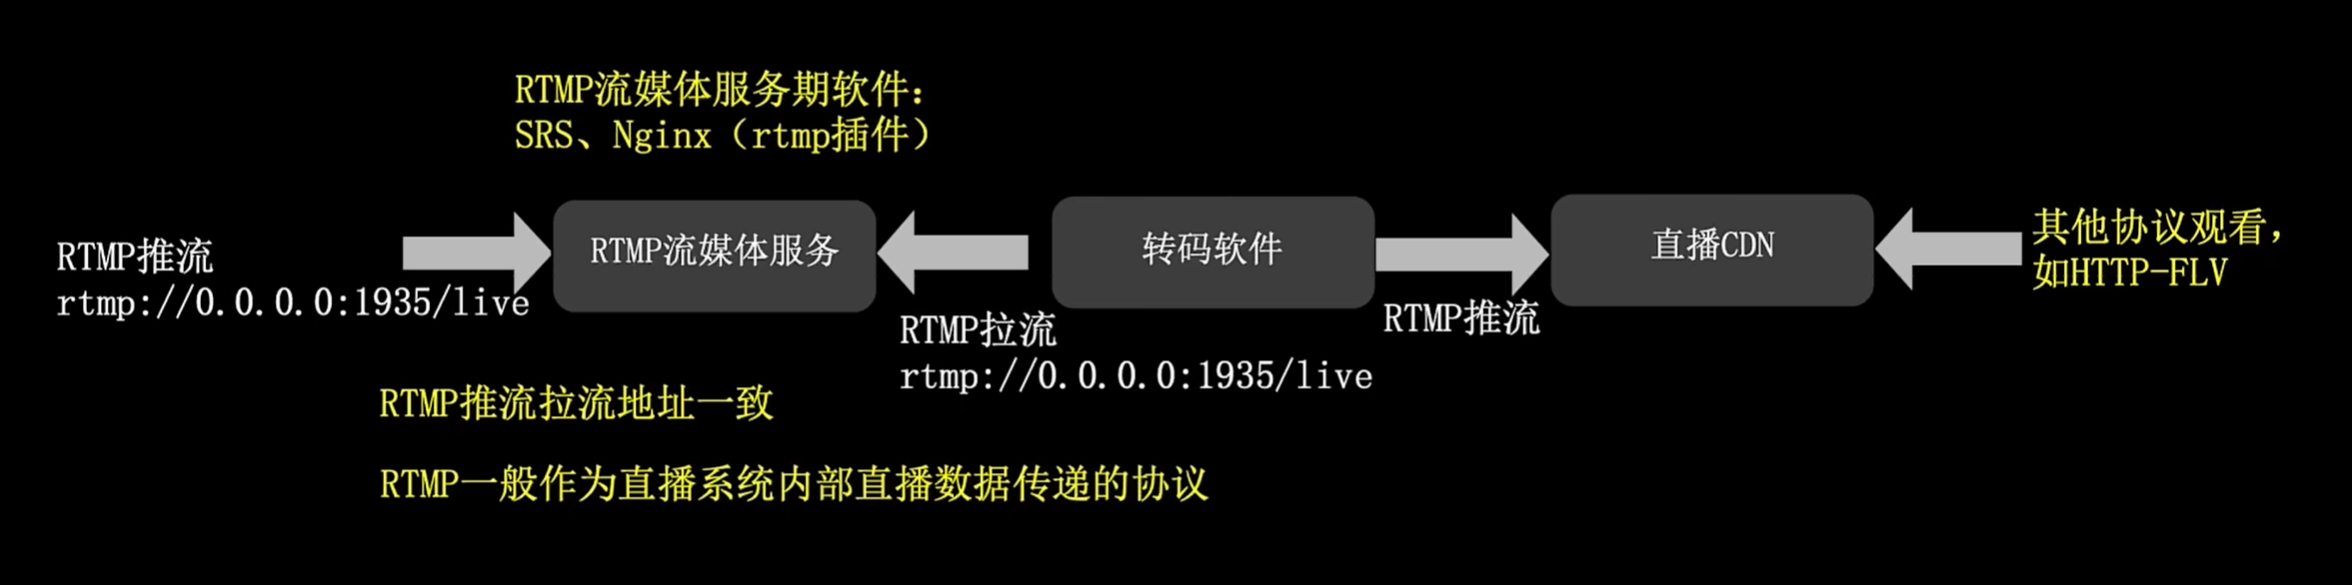 RTMP流媒体服务期软件：
SRS、Nginx（rtmp插件）
RTMP推流
rtmp://0.0.0.0:1935/live
RTMP流媒体服务
RTMP拉流
rtmp://0.0.0.0:1935/live
转码软件
RTMP推流
直播CDN
其他协议观看，
如HTTP-FLV
RTMP推流拉流地址一致
RTMP一般作为直播系统内部直播数据传递的协议